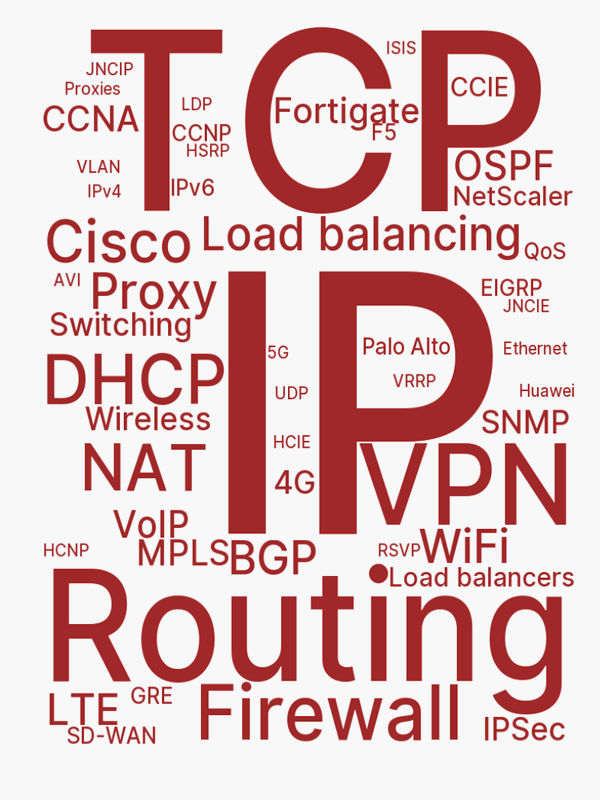 TCP
ISIS
JNCIP
Proxies
CCIE
LDP
Fortigate
CCNA
CCNP
F5
HSRP
VLAN
OSPF
IPv4
IPv6
NetScaler
Cisco
Load balancing
QoS
AVI
Proxy
EIGRP
JNCIE
Switching
IP
5G
Palo Alto
Ethernet
DHCP
VRRP
UDP
Huawei
Wireless
SNMP
HCIE
NAT
4G
VPN
VoIP
HCNP
MPLS
BGP
RSVP
WiFi
Load balancers
Routing
LTE
GRE
Firewall
IPSec
SD-WAN